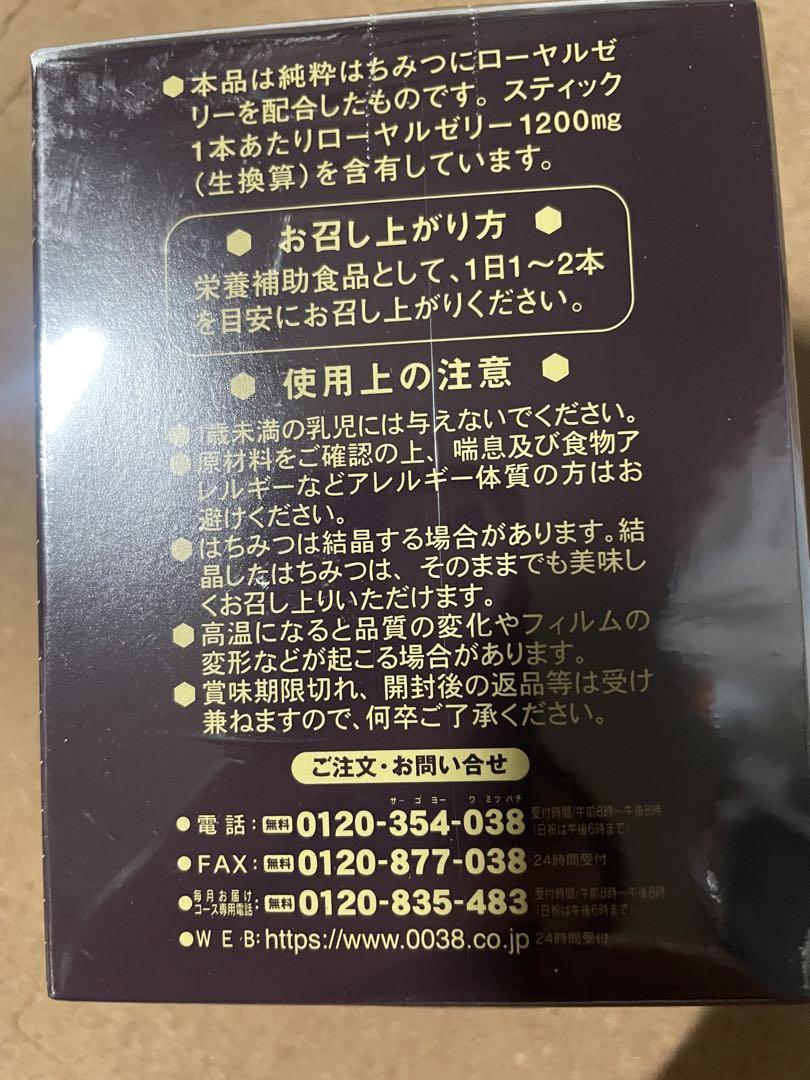 本品は純粋はちみつにローヤルゼ
リーを配合したものです。スティック
1本あたりローヤルゼリー1200mg
(生換算)を含有しています。
お召し上がり方
栄養補助食品として、1日1～2本
を目安にお召し上がりください。
使用上の注意
1歳未満の乳児には与えないでください。
原材料をご確認の上、喘息及び食物ア
レルギーなどアレルギー体質の方はお
避けください。
はちみつは結晶する場合があります。結
晶したはちみつは、そのままでも美味し
くお召し上りいただけます。
高温になると品質の変化やフィルムの
変形などが起こる場合があります。
賞味期限切れ、開封後の返品等は受け
兼ねますので、何卒ご了承ください。
ご注文・お問い合せ
サーゴヨー ワミツバチ
●電話:無料0120-354-038 受付時間/午前8時～午後8時
(日祝は午後6時まで)
●FAX:無料0120-877-038 24時間受付
●毎月お届け
コース専用電話:無料0120-835-483 受付時間/午前8時～午後8時
(日祝は午後6時まで)
●WEB:https://www.0038.co.jp 24時間受付